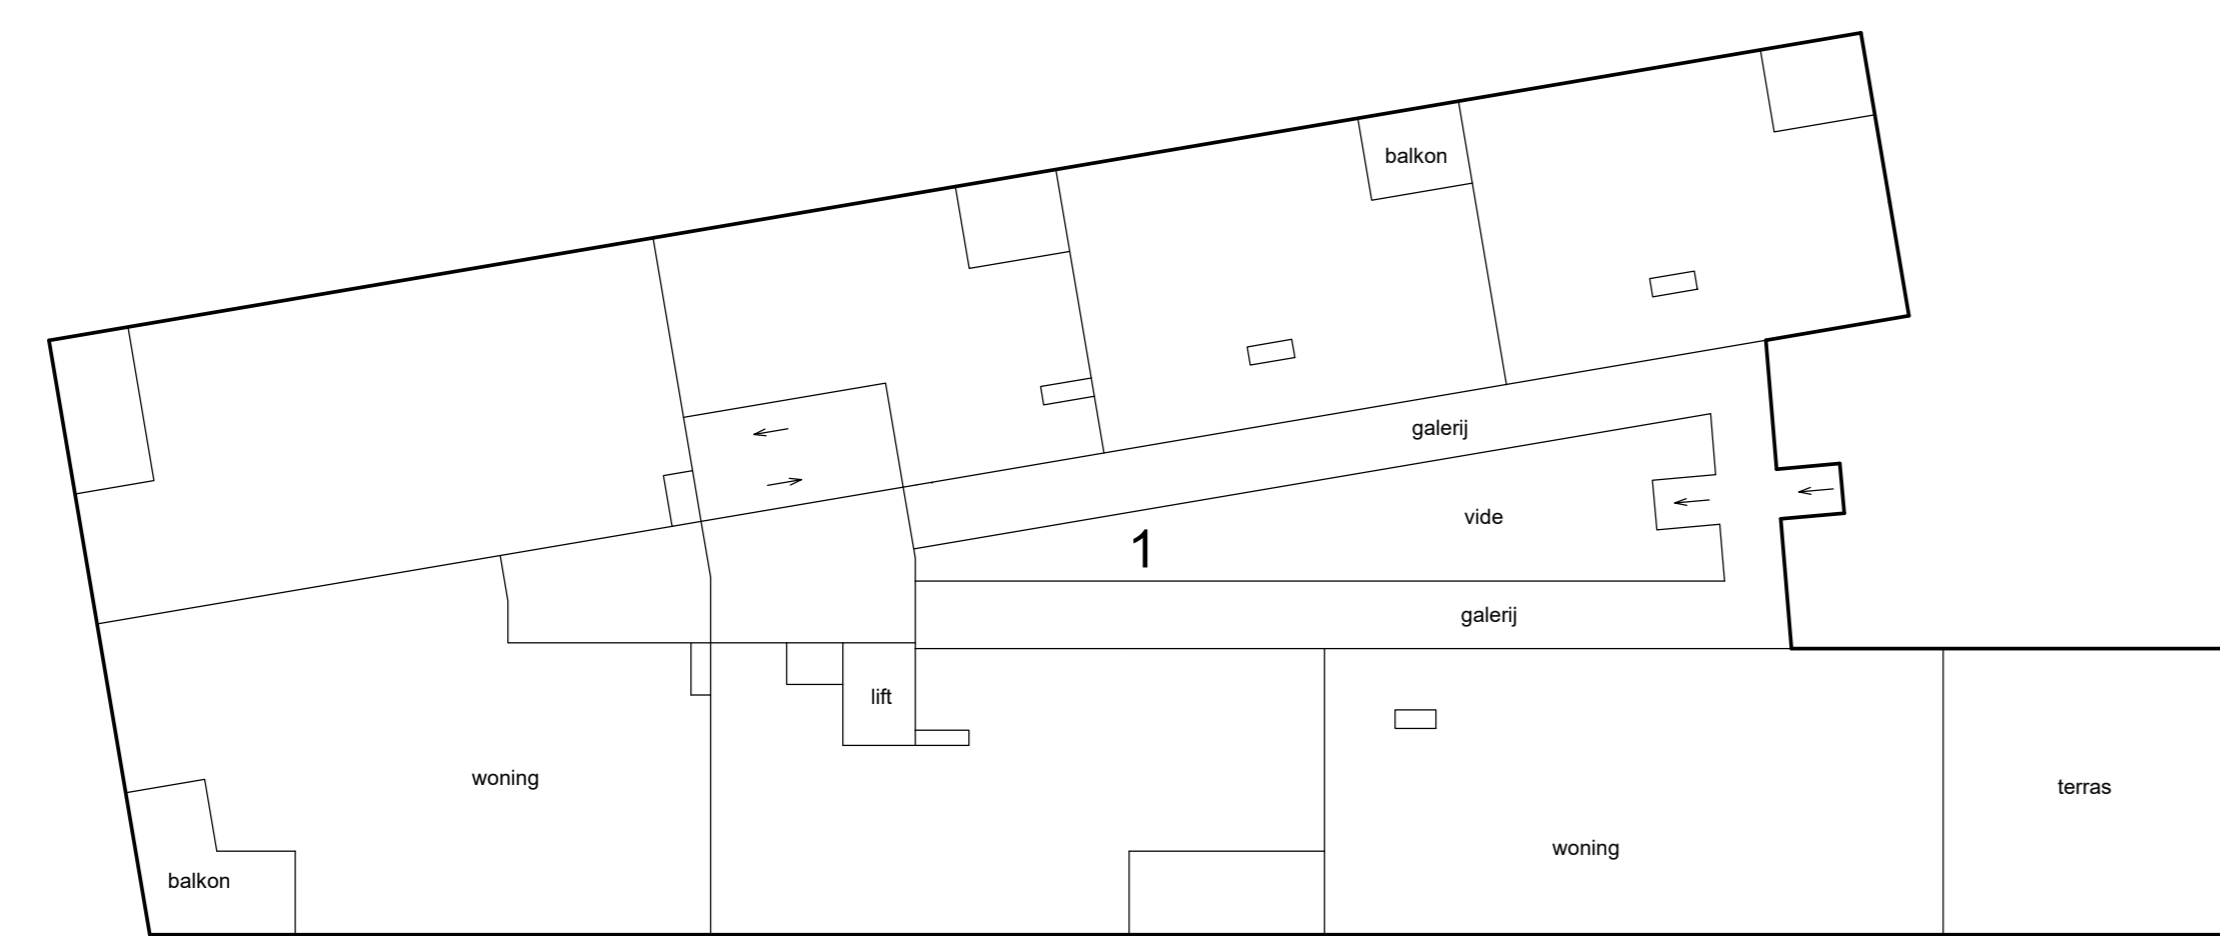 balkon
galerij
vide
1
galerij
lift
woning
terras
woning
balkon